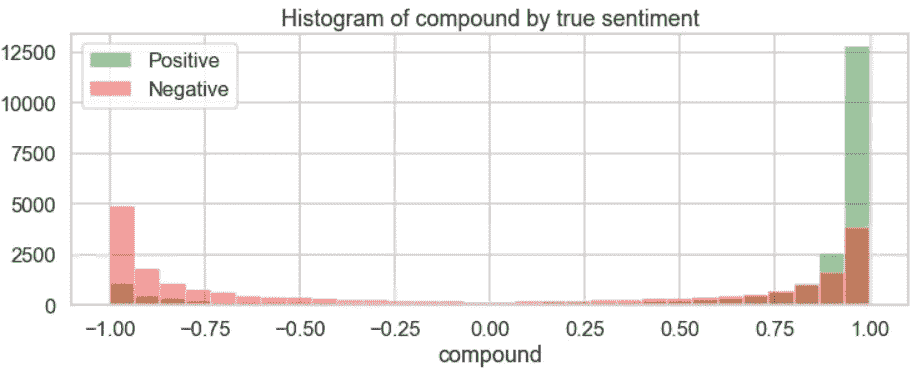 Histogram of compound by true sentiment
12500
10000
7500
5000
2500
0
Positive
Negative
−1.00 −0.75 −0.50 −0.25 0.00 0.25 0.50 0.75 1.00
compound